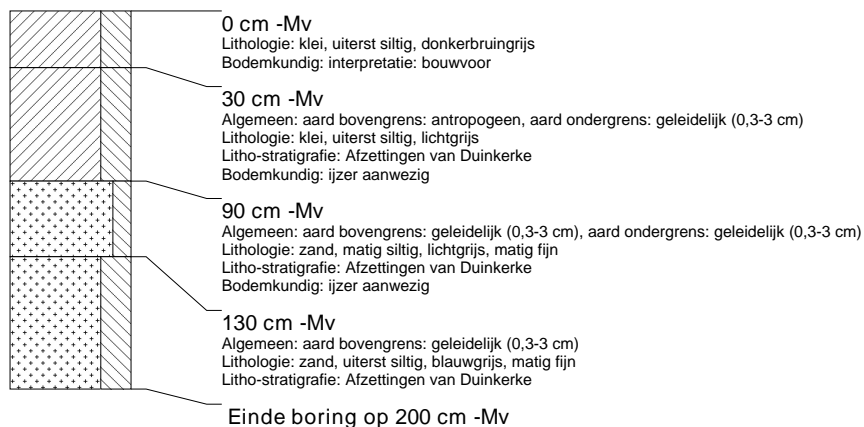 0 cm -Mv
Lithologie: klei, uiterst siltig, donkerbruingrijs
Bodemkundig: interpretatie: bouwvoor
30 cm -Mv
Algemeen: aard bovengrens: antropogeen, aard ondergrens: geleidelijk (0,3-3 cm)
Lithologie: klei, uiterst siltig, lichtgrijs
Litho-stratigrafie: Afzettingen van Duinkerke
Bodemkundig: ijzer aanwezig
90 cm -Mv
Algemeen: aard bovengrens: geleidelijk (0,3-3 cm), aard ondergrens: geleidelijk (0,3-3 cm)
Lithologie: zand, matig siltig, lichtgrijs, matig fijn
Litho-stratigrafie: Afzettingen van Duinkerke
Bodemkundig: ijzer aanwezig
130 cm -Mv
Algemeen: aard bovengrens: geleidelijk (0,3-3 cm)
Lithologie: zand, uiterst siltig, blauwgrijs, matig fijn
Litho-stratigrafie: Afzettingen van Duinkerke
Einde boring op 200 cm -Mv